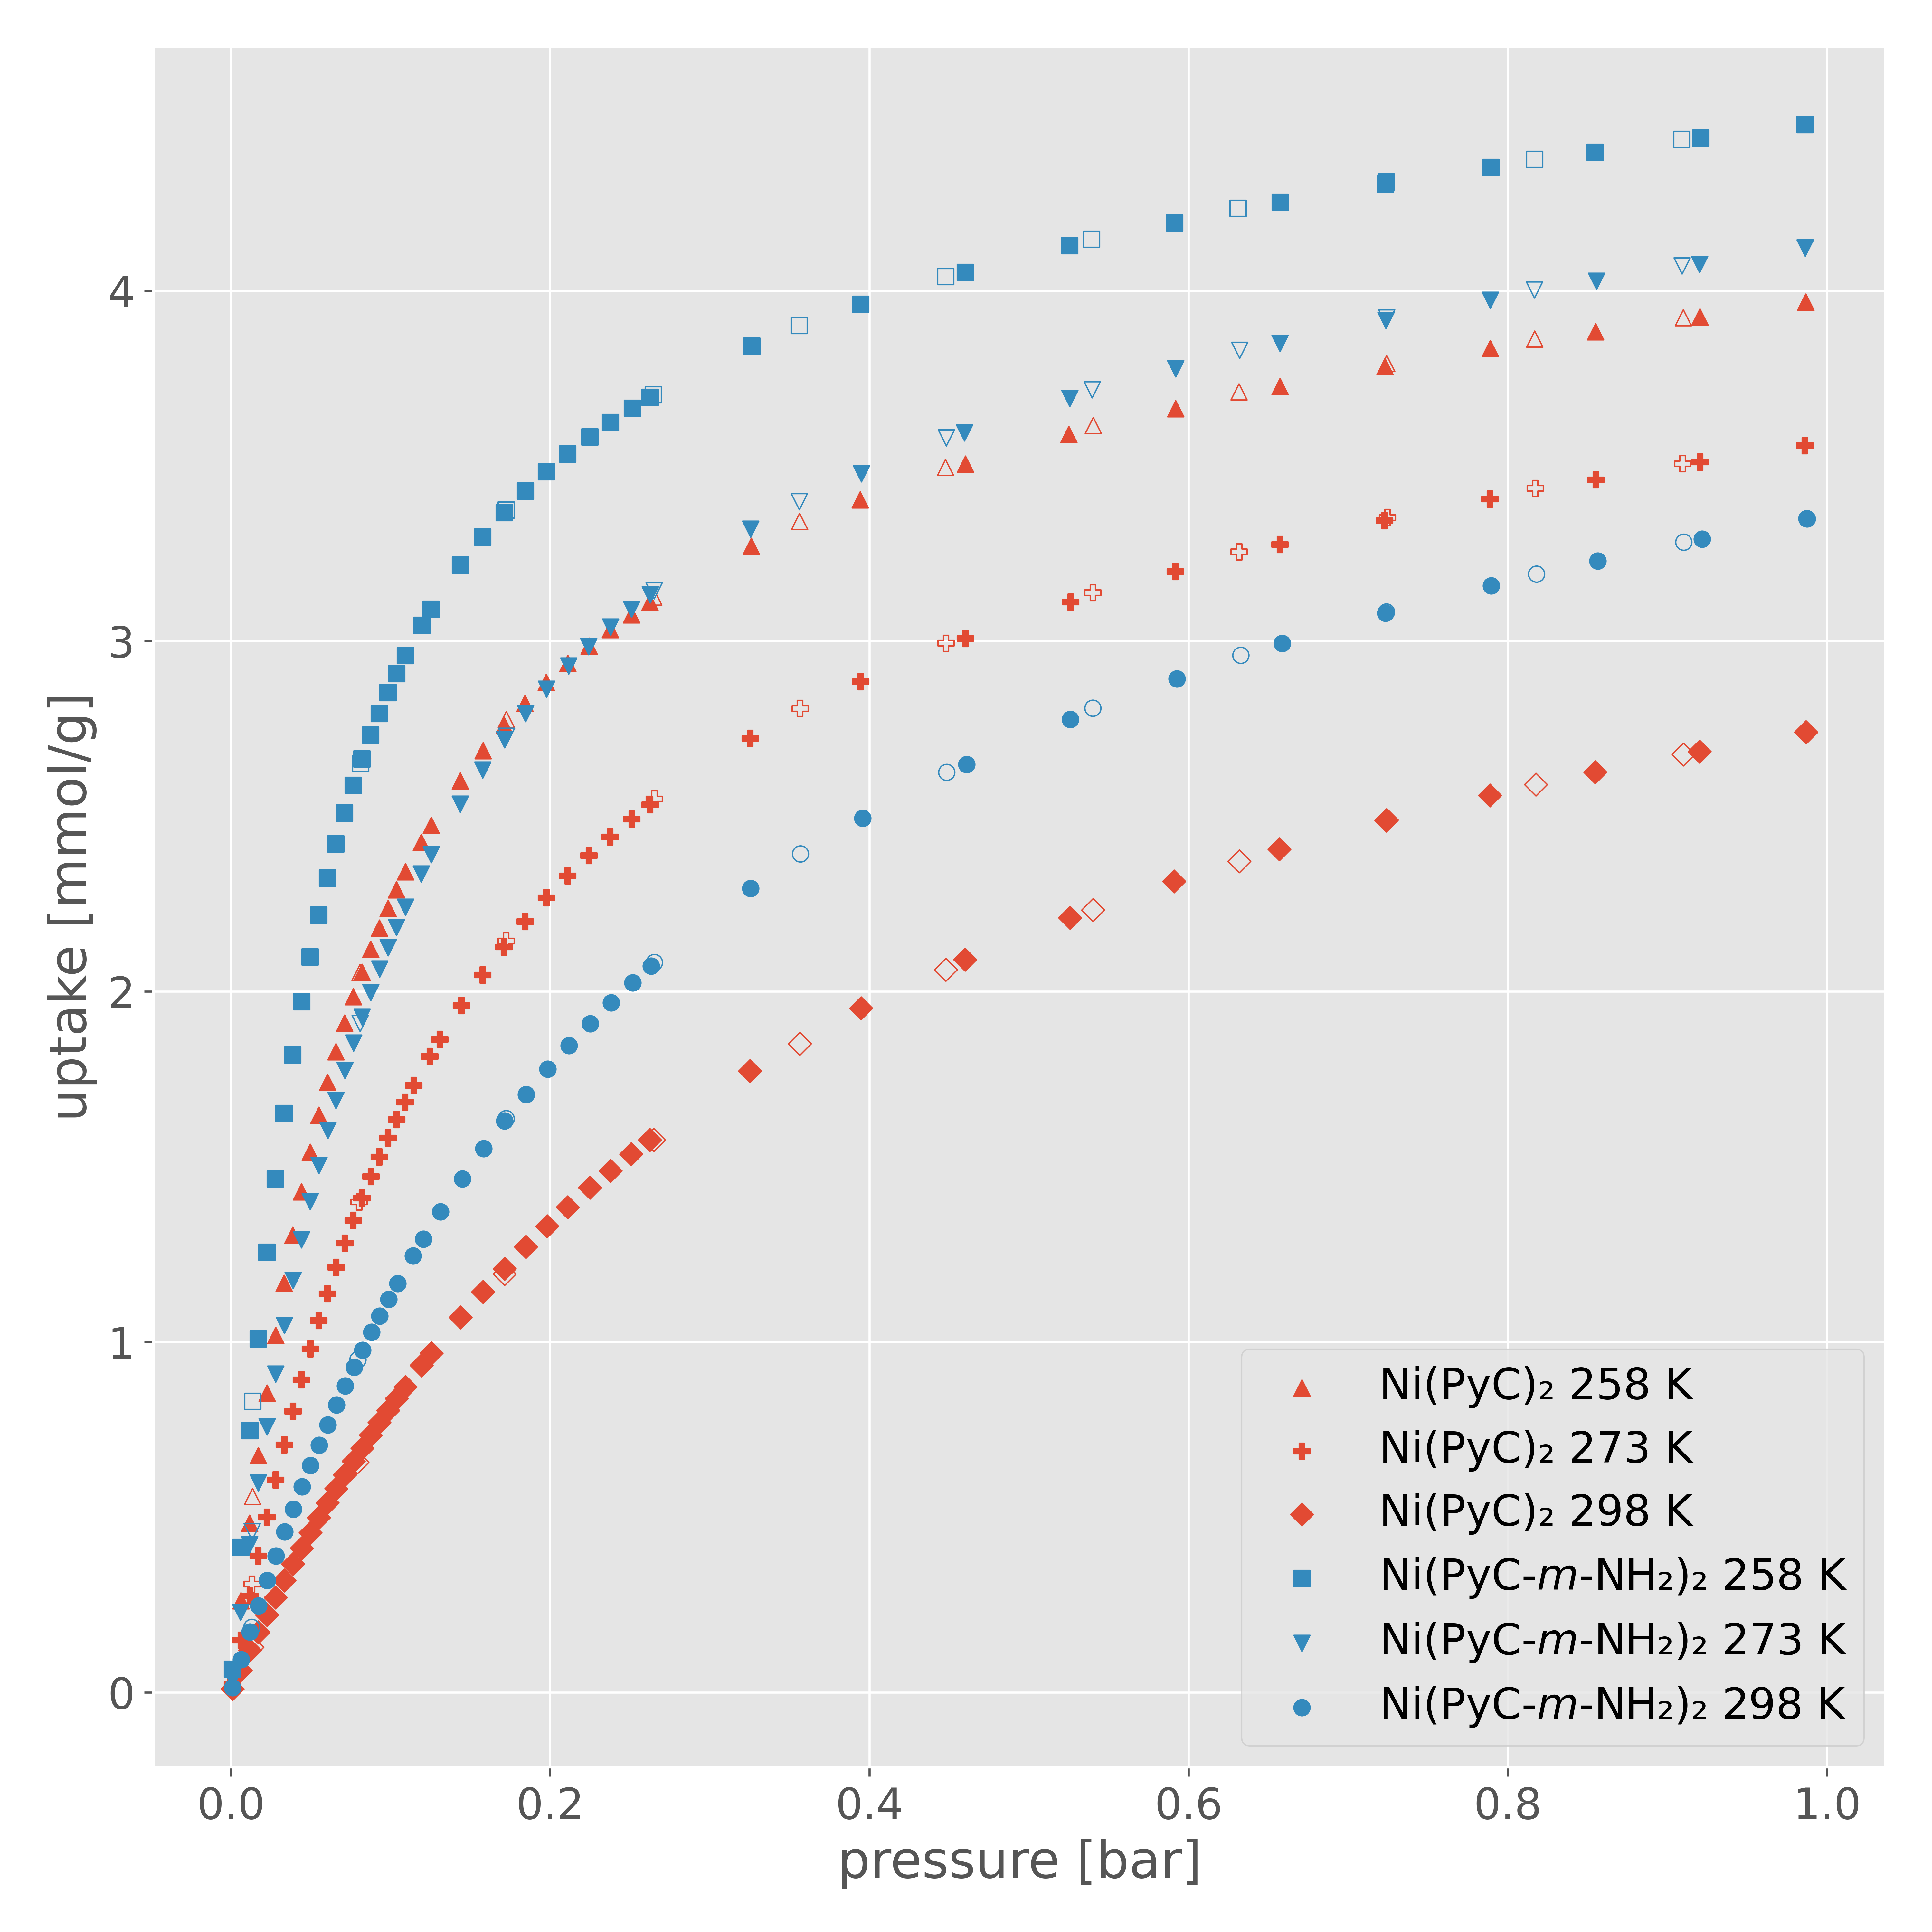 uptake [mmol/g]
4
3
2
1
0
Ni(PyC)₂ 258 K
Ni(PyC)₂ 273 K
Ni(PyC)₂ 298 K
Ni(PyC-m-NH₂)₂ 258 K
Ni(PyC-m-NH₂)₂ 273 K
Ni(PyC-m-NH₂)₂ 298 K
0.0 0.2 0.4 0.6 0.8 1.0
pressure [bar]